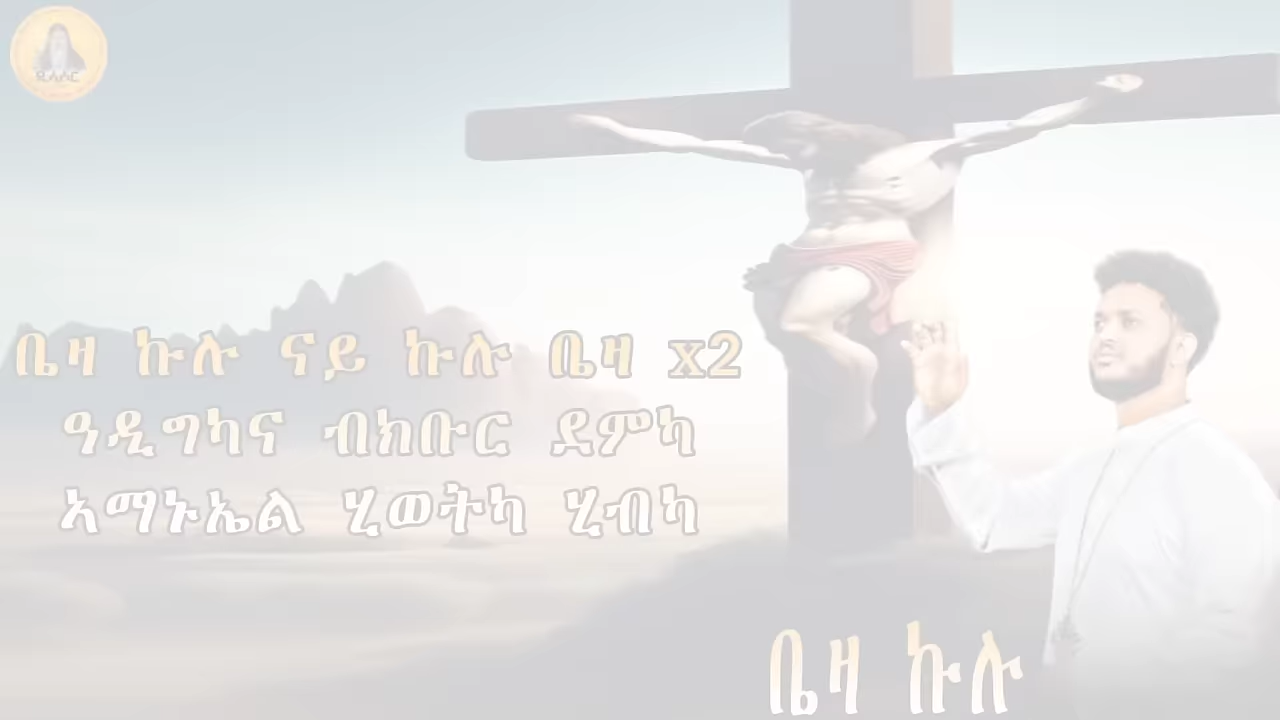 ቤዛ ኩሉ ናይ ኩሉ ቤዛ x2
ዓዲግካና ብክቡር ደምካ
ኣማኑኤል ሂወትካ ሂብካ
ቤዛ ኩሉ